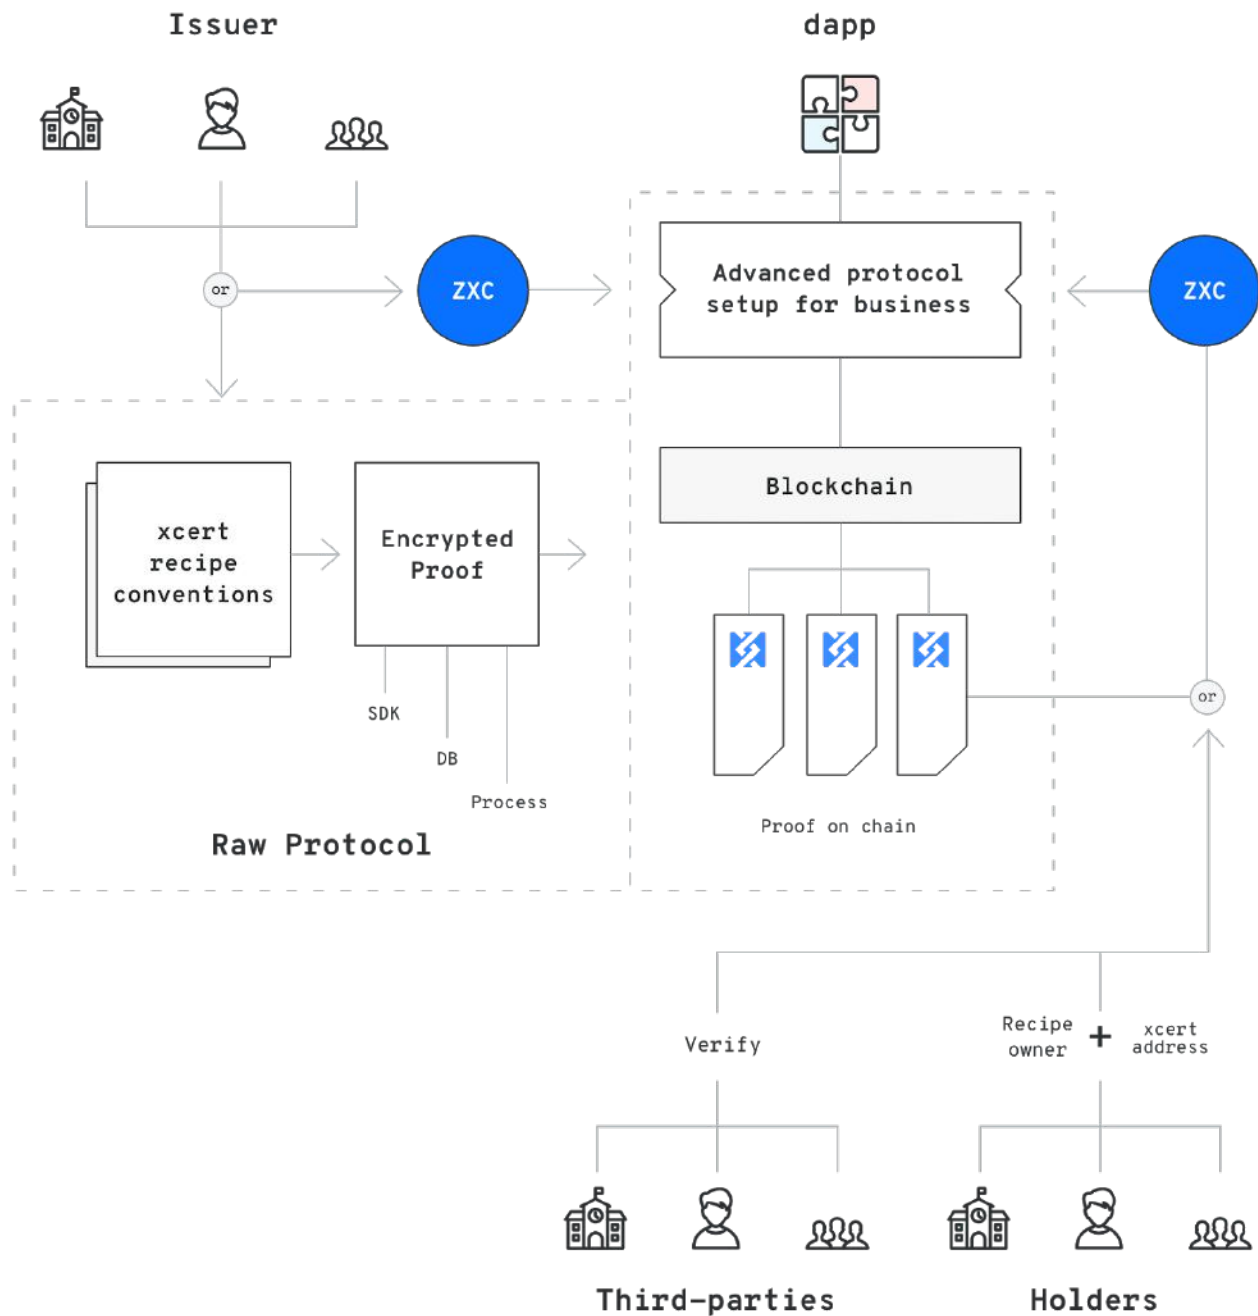 Issuer
dapp
or
ZXC
Advanced protocol
setup for business
ZXC
xcert
recipe
conventions
Encrypted
Proof
Blockchain
SDK
DB
Process
or
Raw Protocol
Proof on chain
Verify
Recipe
owner
+
xcert
address
Third-parties
Holders